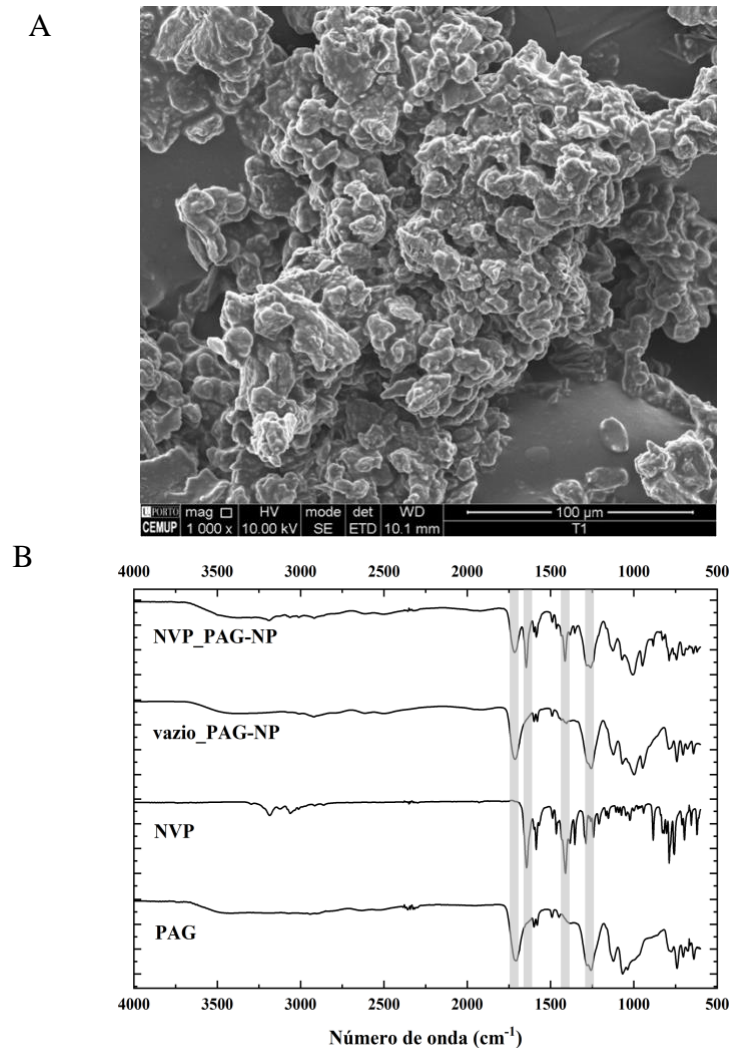 A
U. PORTO mag □ HV mode det WD 100 µm
CEMUP 1 000 x 10.00 kV SE ETD 10.1 mm T1
B
4000 3500 3000 2500 2000 1500 1000 500
NVP_PAG-NP
vazio_PAG-NP
NVP
PAG
4000 3500 3000 2500 2000 1500 1000 500
Número de onda (cm⁻¹)